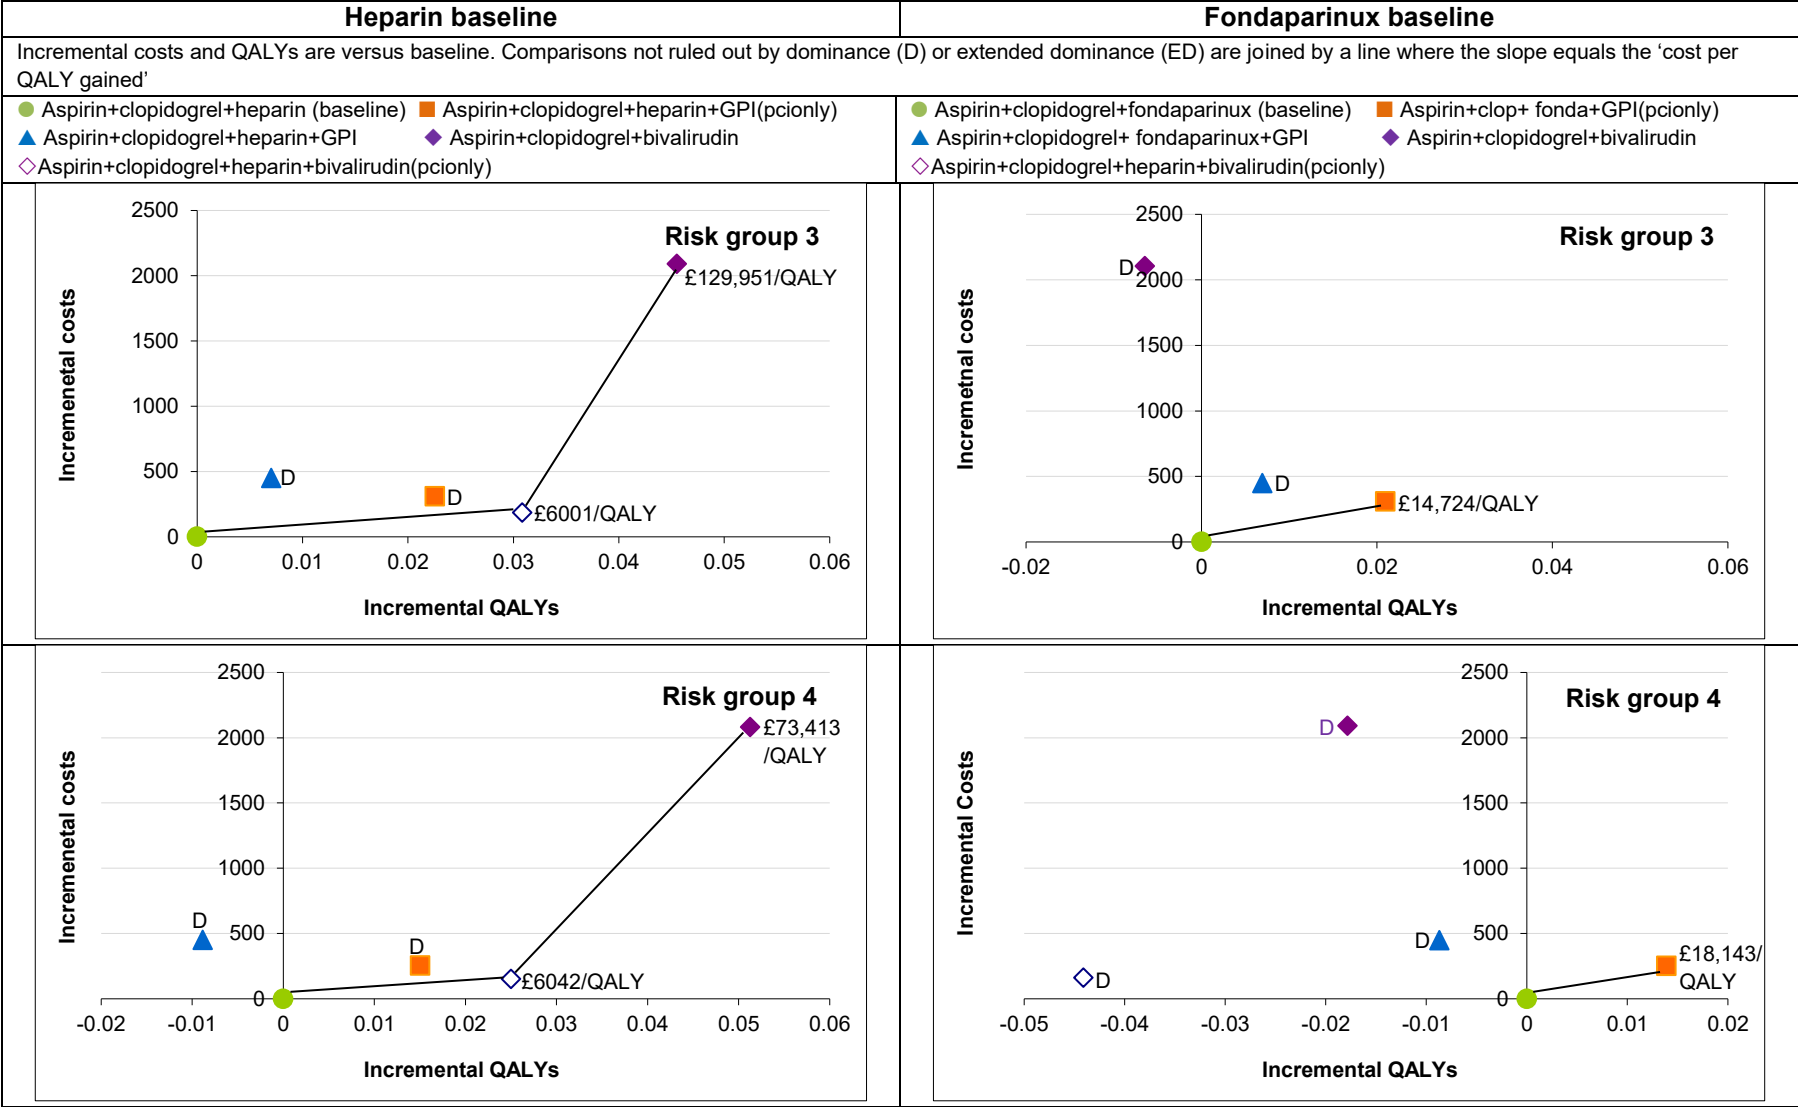 Heparin baseline
Fondaparinux baseline
Incremental costs and QALYs are versus baseline. Comparisons not ruled out by dominance (D) or extended dominance (ED) are joined by a line where the slope equals the ‘cost per
QALY gained’
Aspirin+clopidogrel+heparin (baseline) Aspirin+clopidogrel+heparin+GPI(pcionly)
Aspirin+clopidogrel+heparin+GPI Aspirin+clopidogrel+bivalirudin
Aspirin+clopidogrel+heparin+bivalirudin(pcionly)
Aspirin+clopidogrel+fondaparinux (baseline) Aspirin+clop+ fonda+GPI(pcionly)
Aspirin+clopidogrel+ fondaparinux+GPI Aspirin+clopidogrel+bivalirudin
Aspirin+clopidogrel+heparin+bivalirudin(pcionly)
Risk group 3
Incremenetal costs
2500
2000
1500
1000
500
0
£129,951/QALY
D
D
£6001/QALY
0 0.01 0.02 0.03 0.04 0.05 0.06
Incremental QALYs
Risk group 3
Incremetnal costs
2500
2000
1500
1000
500
0
D
D
£14,724/QALY
-0.02 0 0.02 0.04 0.06
Incremental QALYs
Risk group 4
Incremenetal costs
2500
2000
1500
1000
500
0
£73,413
/QALY
D
D
£6042/QALY
-0.02 -0.01 0 0.01 0.02 0.03 0.04 0.05 0.06
Incremental QALYs
Risk group 4
Incremental Costs
2500
2000
1500
1000
500
0
D
D
D
£18,143/
QALY
-0.05 -0.04 -0.03 -0.02 -0.01 0 0.01 0.02
Incremental QALYs